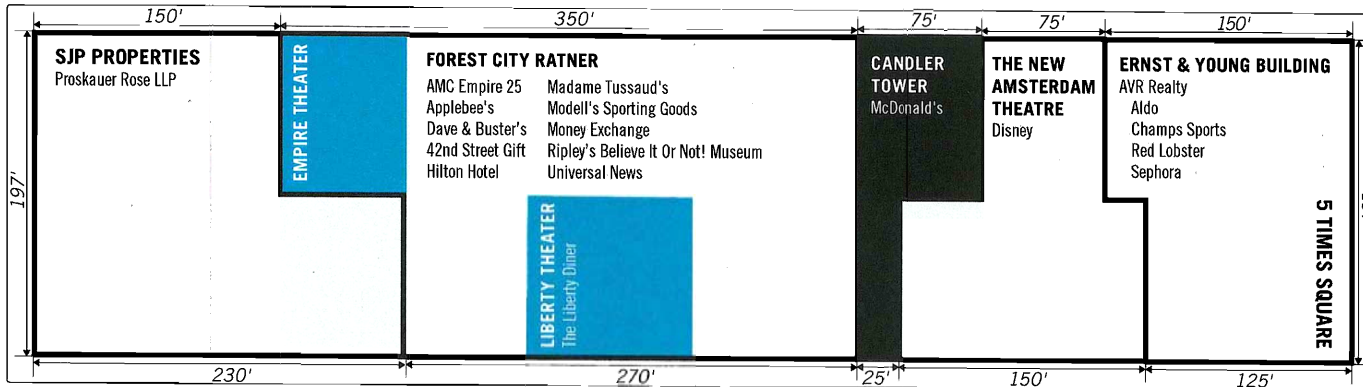 150'
350'
75'
75'
150'
197'
SJP PROPERTIES
Proskauer Rose LLP
EMPIRE THEATER
FOREST CITY RATNER
AMC Empire 25
Applebee's
Dave & Buster's
42nd Street Gift
Hilton Hotel
Madame Tussaud's
Modell's Sporting Goods
Money Exchange
Ripley's Believe It Or Not! Museum
Universal News
LIBERTY THEATER
The Liberty Diner
CANDLER
TOWER
McDonald's
THE NEW
AMSTERDAM
THEATRE
Disney
ERNST & YOUNG BUILDING
AVR Realty
Aldo
Champs Sports
Red Lobster
Sephora
5 TIMES SQUARE
230'
270'
25'
150'
125'